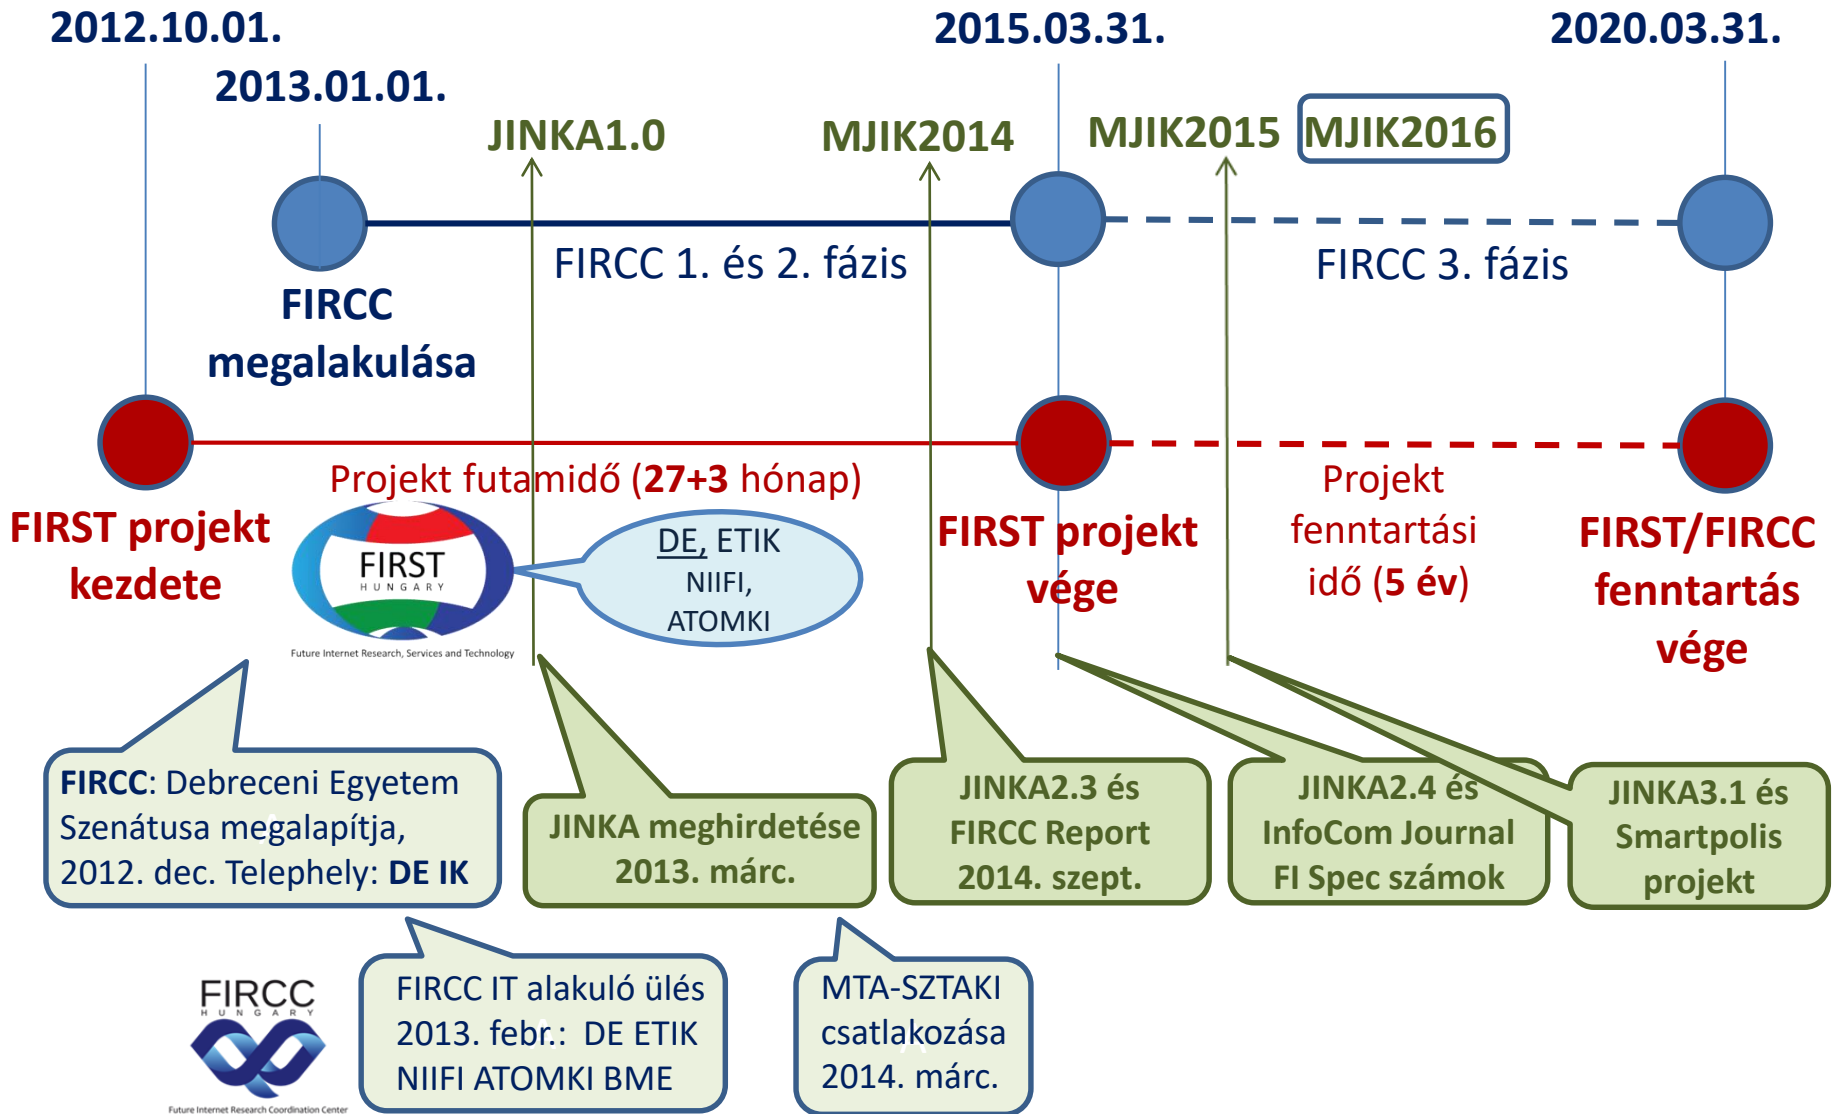 2012.10.01.
2015.03.31.
2020.03.31.
2013.01.01.
JINKA1.0
MJIK2014
MJIK2015
MJIK2016
FIRCC 1. és 2. fázis
FIRCC 3. fázis
FIRCC
megalakulása
Projekt futamidő (27+3 hónap)
FIRST projekt
kezdete
FIRST
HUNGARY
Future Internet Research, Services and Technology
DE, ETIK
NIIFI,
ATOMKI
FIRST projekt
vége
Projekt
fenntartási
idő (5 év)
FIRST/FIRCC
fenntartás
vége
FIRCC: Debreceni Egyetem
Szenátusa megalapítja,
2012. dec. Telephely: DE IK
JINKA meghirdetése
2013. márc.
JINKA2.3 és
FIRCC Report
2014. szept.
JINKA2.4 és
InfoCom Journal
FI Spec számok
JINKA3.1 és
Smartpolis
projekt
FIRCC
HUNGARY
Future Internet Research Coordination Center
FIRCC IT alakuló ülés
2013. febr.: DE ETIK
NIIFI ATOMKI BME
MTA-SZTAKI
csatlakozása
2014. márc.